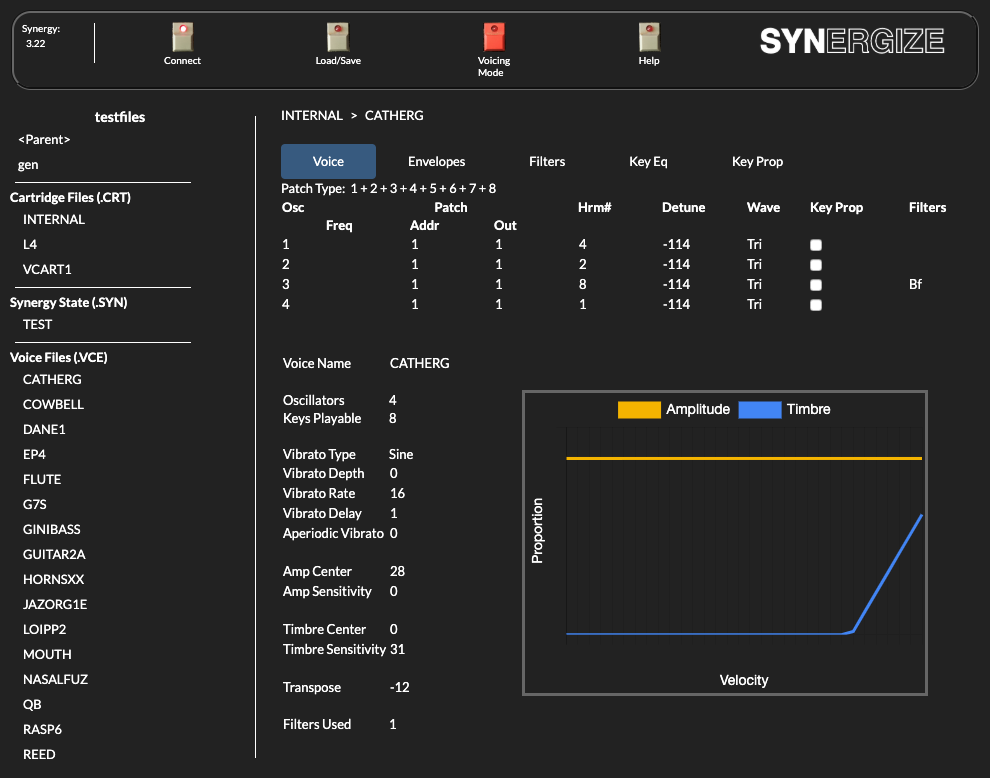 Synergy:
3.22
Connect
Load/Save
Voicing
Mode
Help
SYNERGIZE
testfiles
<Parent>
gen
Cartridge Files (.CRT)
INTERNAL
L4
VCART1
Synergy State (.SYN)
TEST
Voice Files (.VCE)
CATHERG
COWBELL
DANE1
EP4
FLUTE
G7S
GINIBASS
GUITAR2A
HORNSXX
JAZORG1E
LOIPP2
MOUTH
NASALFUZ
QB
RASP6
REED
INTERNAL > CATHERG
Voice Envelopes Filters Key Eq Key Prop
Patch Type: 1 + 2 + 3 + 4 + 5 + 6 + 7 + 8
Osc Patch Hrm# Detune Wave Key Prop Filters
Freq Addr Out
1 1 1 4 -114 Tri
2 1 1 2 -114 Tri
3 1 1 8 -114 Tri Bf
4 1 1 1 -114 Tri
Voice Name CATHERG
Oscillators 4
Keys Playable 8
Vibrato Type Sine
Vibrato Depth 0
Vibrato Rate 16
Vibrato Delay 1
Aperiodic Vibrato 0
Amp Center 28
Amp Sensitivity 0
Timbre Center 0
Timbre Sensitivity 31
Transpose -12
Filters Used 1
Amplitude Timbre
Proportion
Velocity